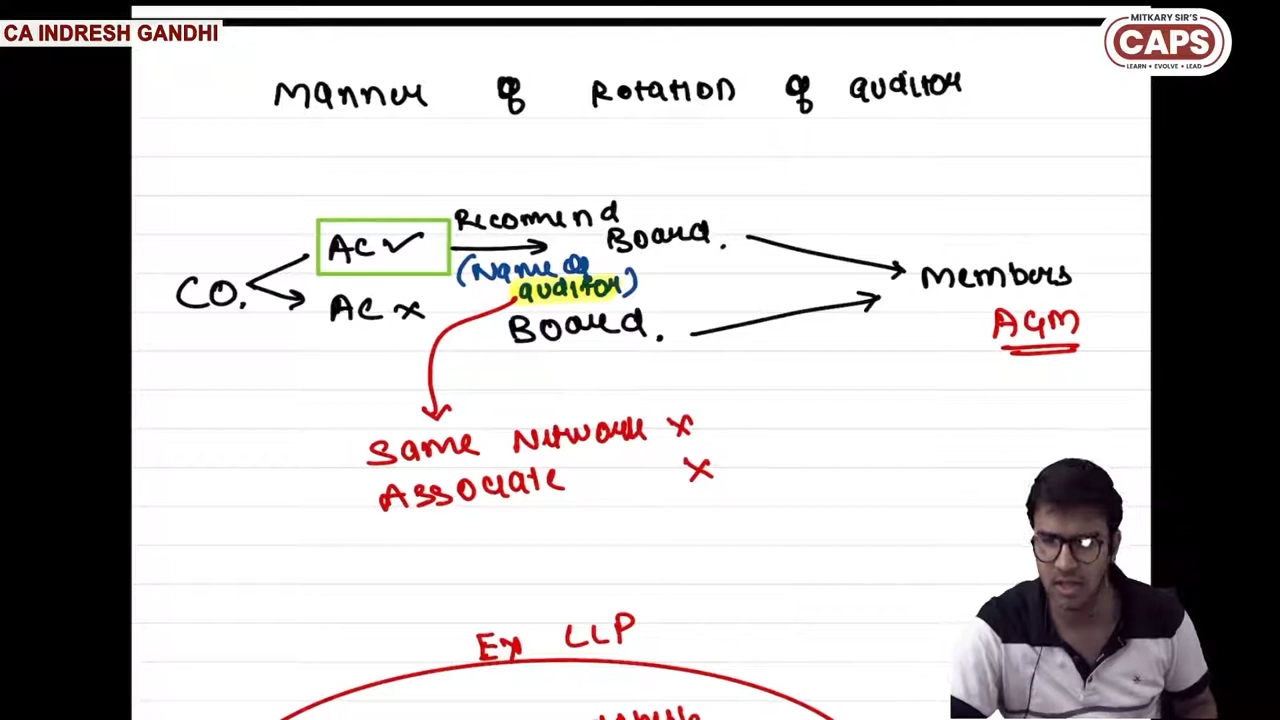 CA INDRESH GANDHI
MITKARY SIR'S
CAPS
LEARN • EVOLVE • LEAD
Manner of Rotation of auditor
Recomend
AC ✓
Board.
(Name of
auditor)
CO.
Members
AC x
Board.
AGM
Same Network x
Associate x
Ex LLP